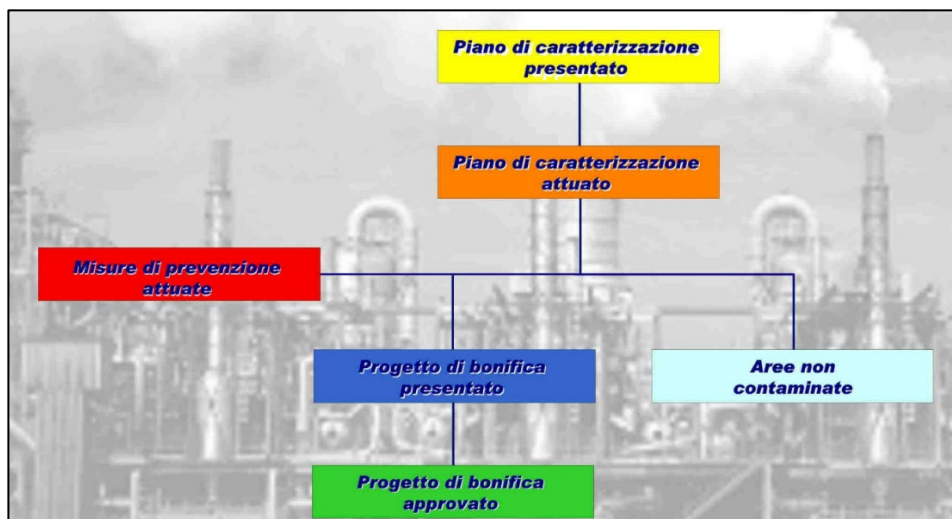 Piano di caratterizzazione
presentato
Piano di caratterizzazione
attuato
Misure di prevenzione
attuate
Progetto di bonifica
presentato
Aree non
contaminate
Progetto di bonifica
approvato